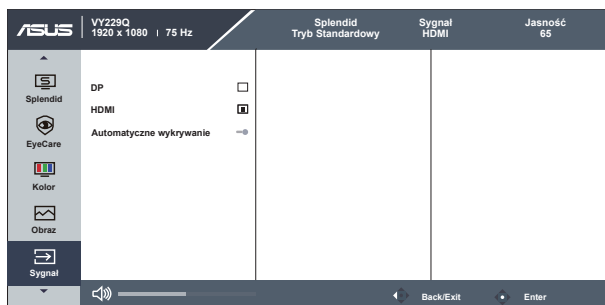 ASUS
VY229Q
1920 x 1080 | 75 Hz
Splendid
Tryb Standardowy
Sygnał
HDMI
Jasność
65
Splendid
EyeCare
Kolor
Obraz
Sygnał
DP
HDMI
Automatyczne wykrywanie
Back/Exit
Enter